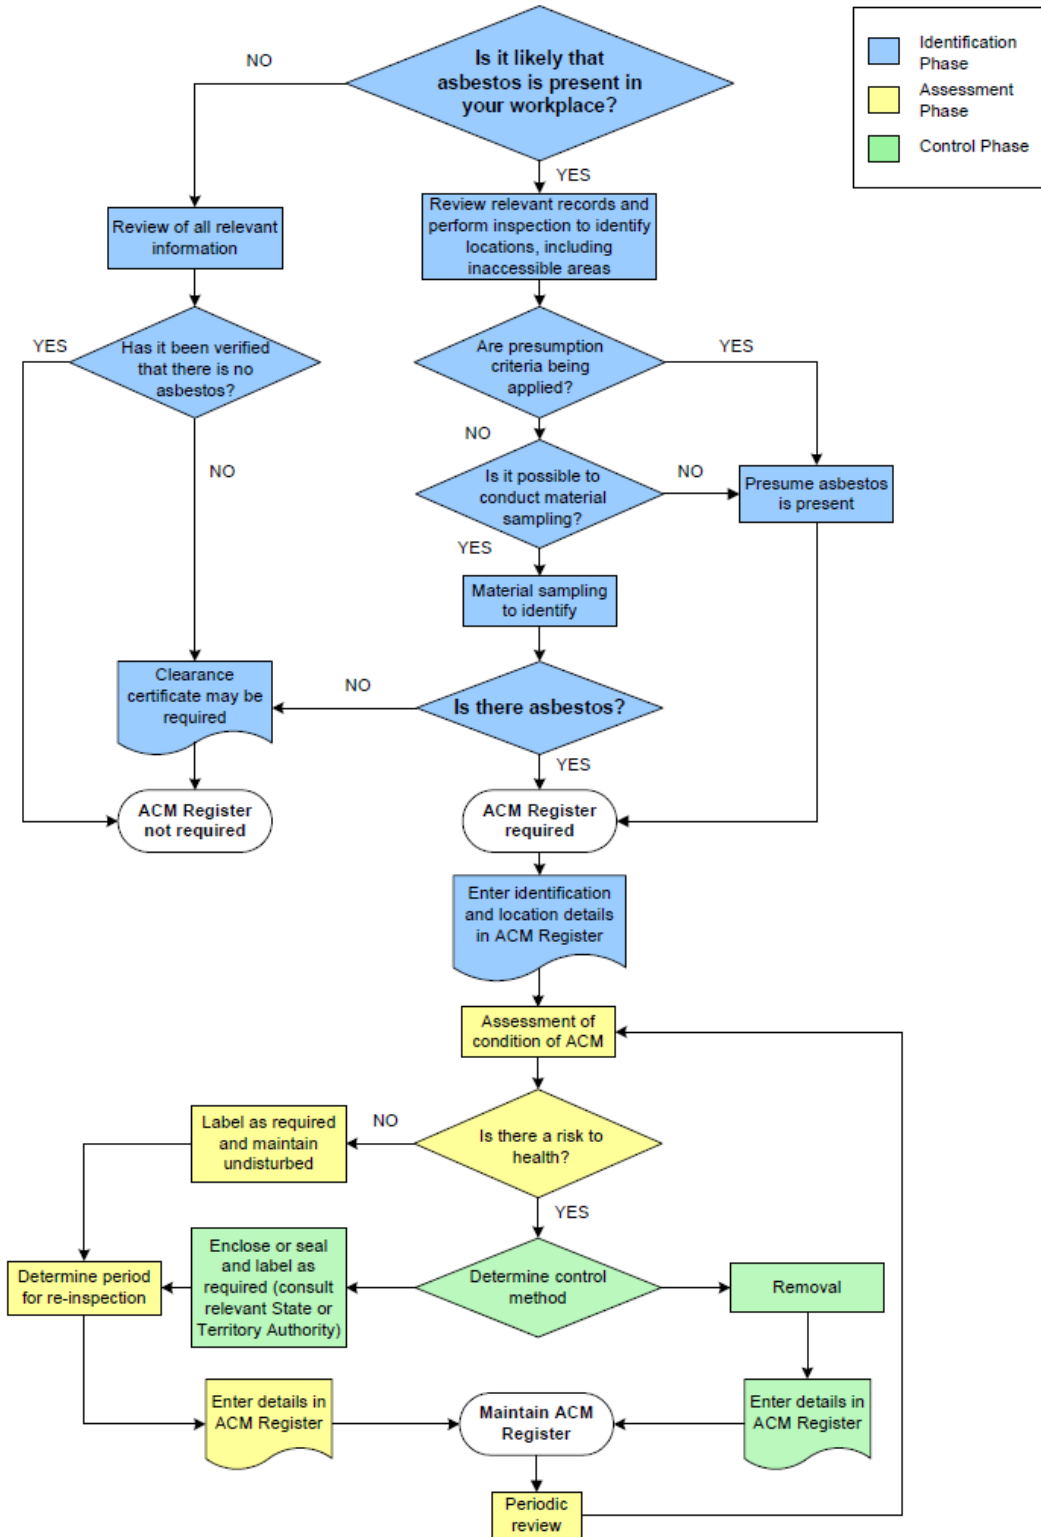 Is it likely that
asbestos is present in
your workplace?
NO
YES
Identification
Phase
Assessment
Phase
Control Phase
Review of all relevant
information
Review relevant records and
perform inspection to identify
locations, including
inaccessible areas
YES
Has it been verified
that there is no
asbestos?
NO
Are presumption
criteria being
applied?
YES
NO
Is it possible to
conduct material
sampling?
NO
Presume asbestos
is present
YES
Material sampling
to identify
Clearance
certificate may be
required
NO
Is there asbestos?
YES
ACM Register
not required
ACM Register
required
Enter identification
and location details
in ACM Register
Assessment of
condition of ACM
Label as required
and maintain
undisturbed
NO
Is there a risk to
health?
YES
Determine period
for re-inspection
Enclose or seal
and label as
required (consult
relevant State or
Territory Authority)
Determine control
method
Removal
Enter details in
ACM Register
Maintain ACM
Register
Enter details in
ACM Register
Periodic
review